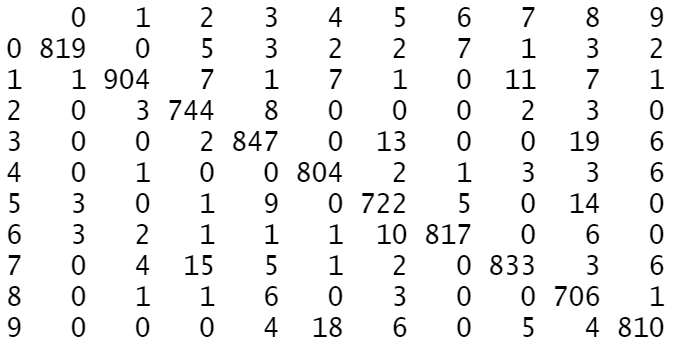 0 1 2 3 4 5 6 7 8 9
0 819 0 5 3 2 2 7 1 3 2
1 1 904 7 1 7 1 0 11 7 1
2 0 3 744 8 0 0 0 2 3 0
3 0 0 2 847 0 13 0 0 19 6
4 0 1 0 0 804 2 1 3 3 6
5 3 0 1 9 0 722 5 0 14 0
6 3 2 1 1 1 10 817 0 6 0
7 0 4 15 5 1 2 0 833 3 6
8 0 1 1 6 0 3 0 0 706 1
9 0 0 0 4 18 6 0 5 4 810